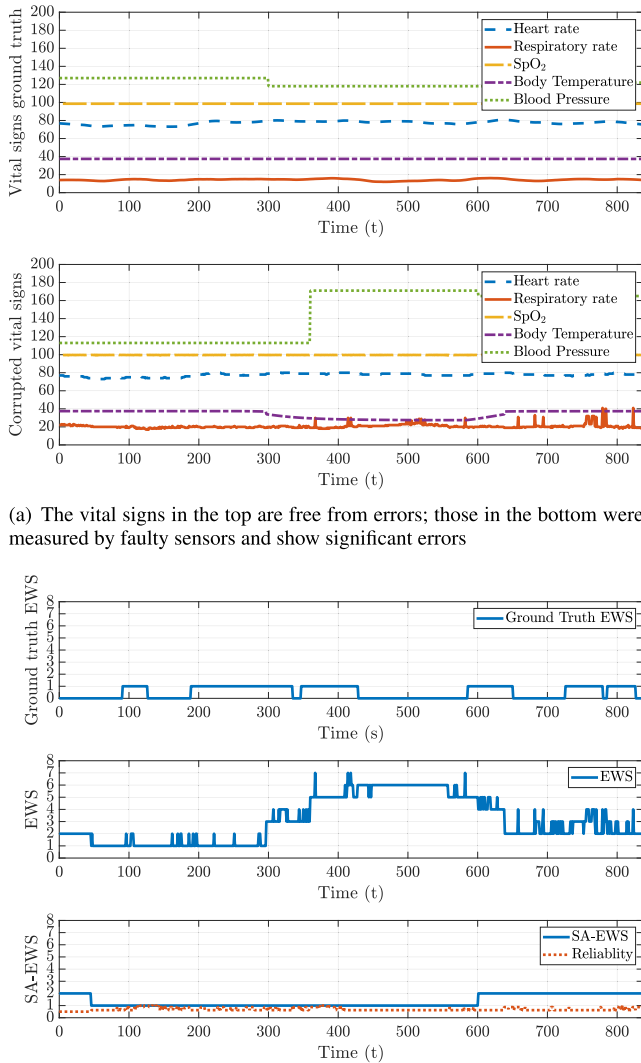 200
180
160
140
120
100
80
60
40
20
0
Vital signs ground truth
Heart rate
Respiratory rate
SpO₂
Body Temperature
Blood Pressure
0 100 200 300 400 500 600 700 800
Time (t)
200
180
160
140
120
100
80
60
40
20
0
Corrupted vital signs
Heart rate
Respiratory rate
SpO₂
Body Temperature
Blood Pressure
0 100 200 300 400 500 600 700 800
Time (t)
(a) The vital signs in the top are free from errors; those in the bottom were
measured by faulty sensors and show significant errors
8
7
6
5
4
3
2
1
0
Ground truth EWS
Ground Truth EWS
0 100 200 300 400 500 600 700 800
Time (s)
8
7
6
5
4
3
2
1
0
EWS
EWS
0 100 200 300 400 500 600 700 800
Time (t)
8
7
6
5
4
3
2
1
0
SA-EWS
SA-EWS
Reliablity
0 100 200 300 400 500 600 700 800
Time (t)